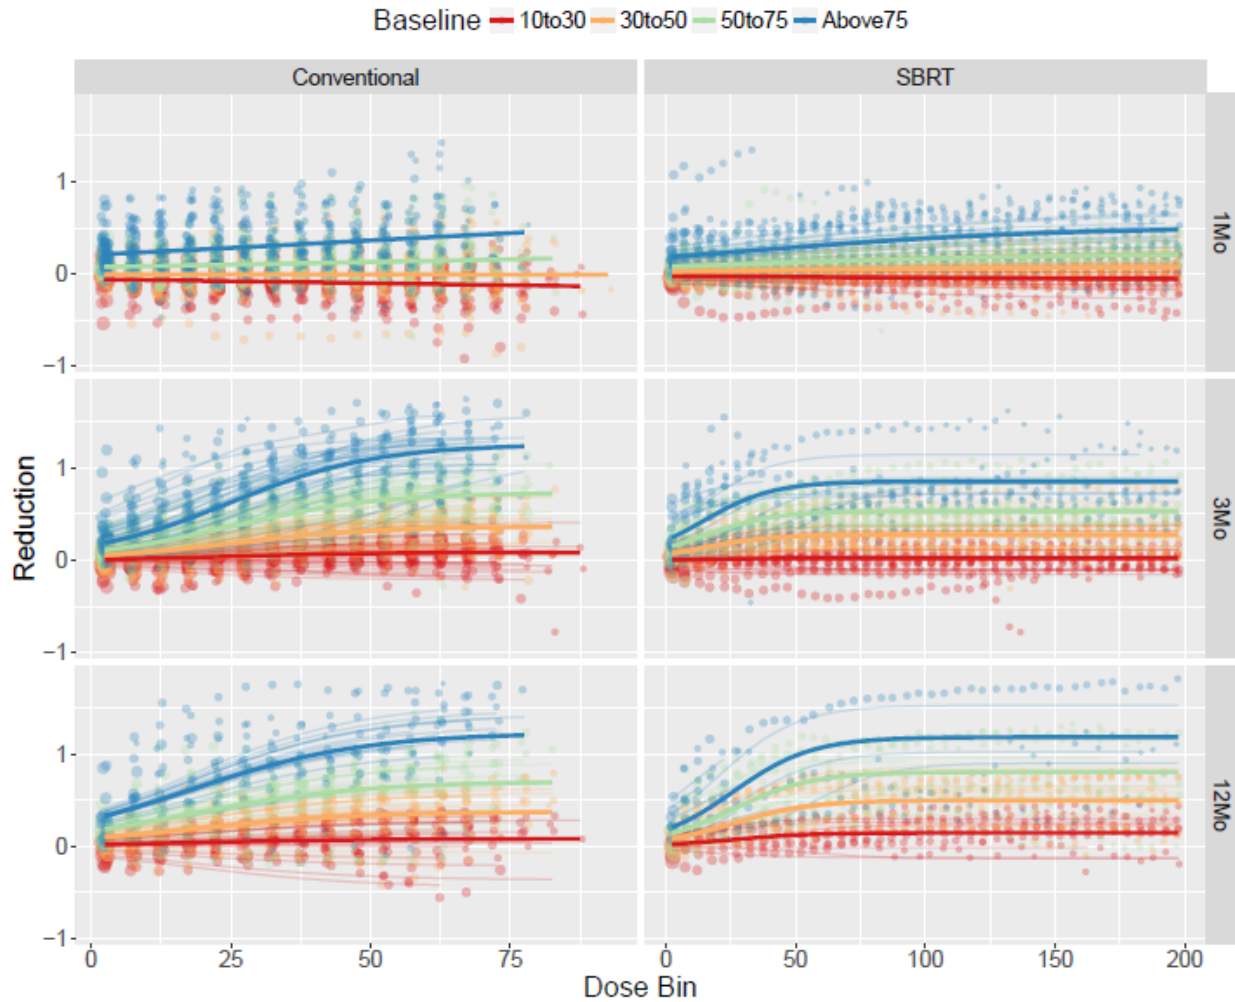 Baseline 10to30 30to50 50to75 Above75
Conventional SBRT
1
0
−1
1Mo
1
0
−1
3Mo
1
0
−1
12Mo
Reduction
0 25 50 75 0 50 100 150 200
Dose Bin